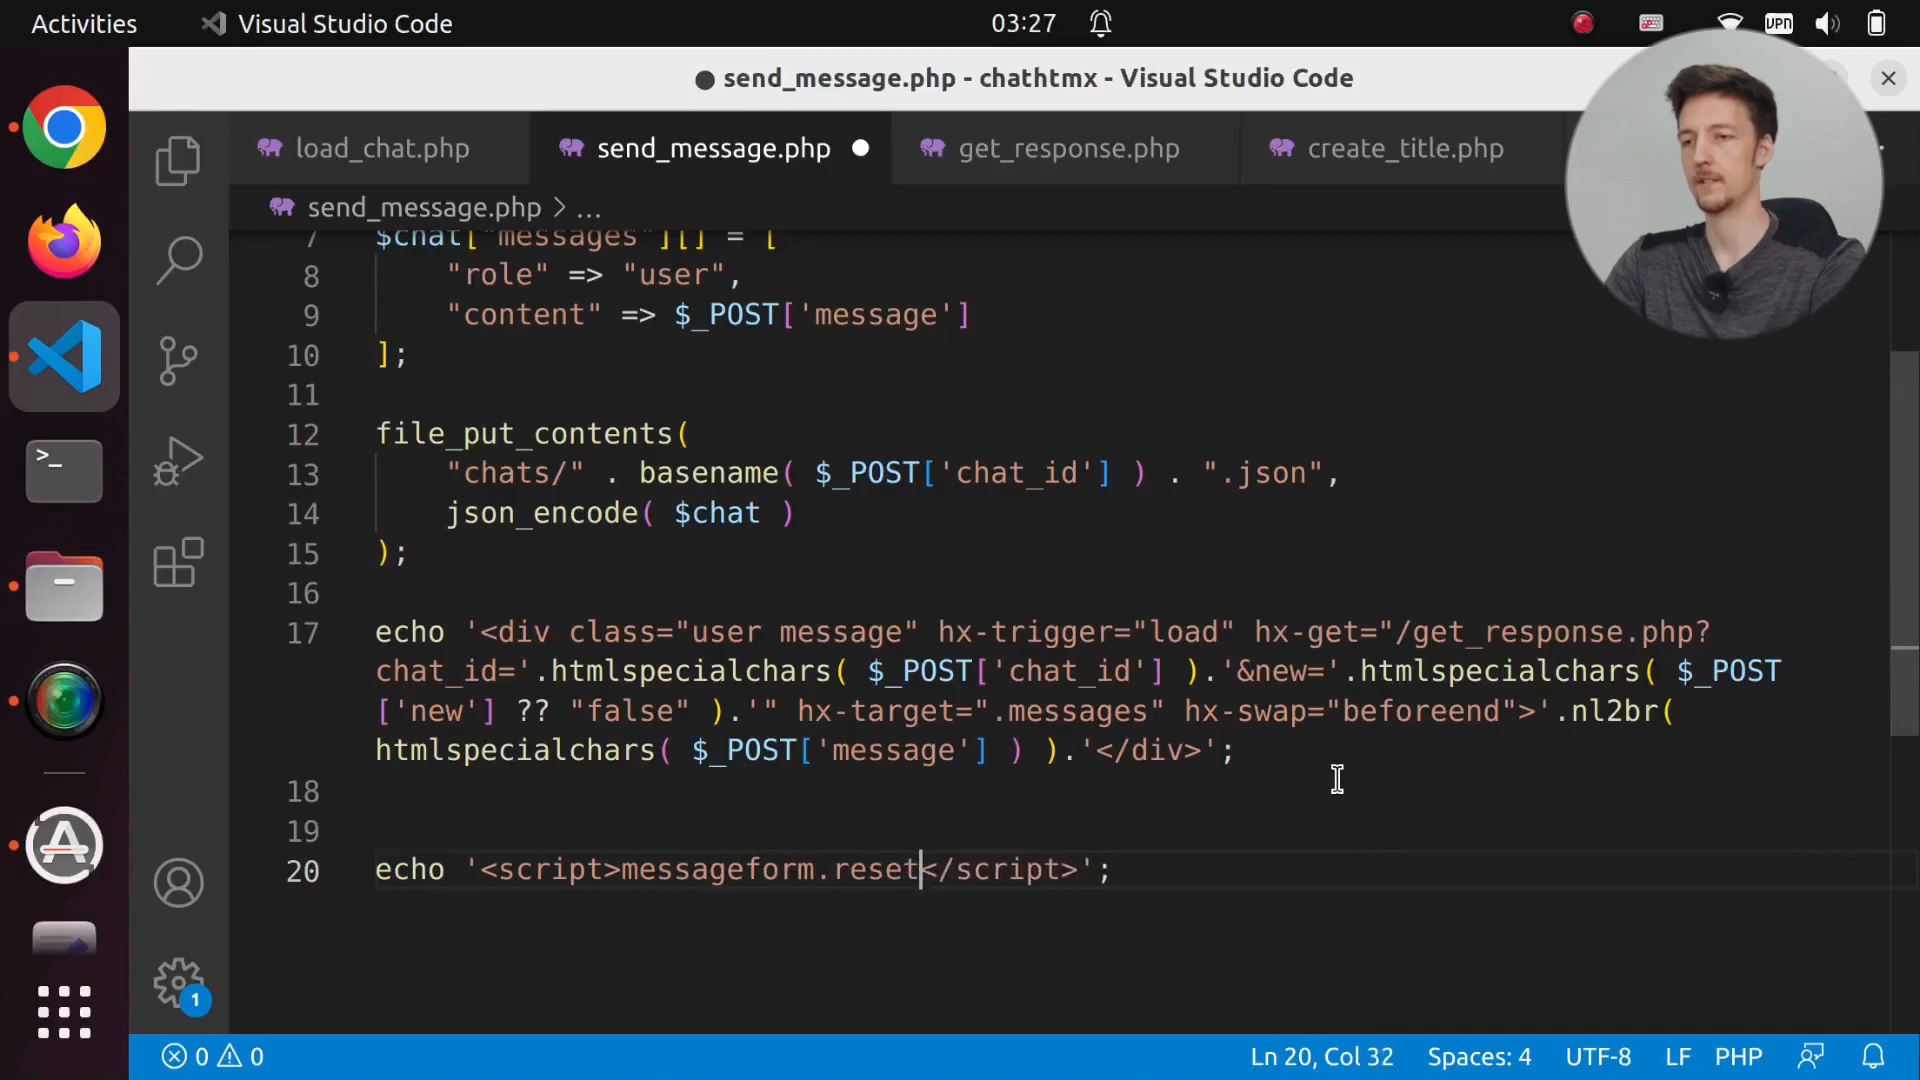 Activities
Visual Studio Code
03:27
VPN
send_message.php - chathtmx - Visual Studio Code
load_chat.php
send_message.php
get_response.php
create_title.php
send_message.php > ...
7 $chat["messages"][] = [
8 "role" => "user",
9 "content" => $_POST['message']
10 ];
11
12 file_put_contents(
13 "chats/" . basename( $_POST['chat_id'] ) . ".json",
14 json_encode( $chat )
15 );
16
17 echo '<div class="user message" hx-trigger="load" hx-get="/get_response.php?
chat_id='.htmlspecialchars( $_POST['chat_id'] ).'&new='.htmlspecialchars( $_POST
['new'] ?? "false" ).'" hx-target=".messages" hx-swap="beforeend">'.nl2br(
htmlspecialchars( $_POST['message'] ) ).'</div>';
18
19
20 echo '<script>messageform.reset</script>';
1
0 0
Ln 20, Col 32
Spaces: 4
UTF-8
LF
PHP